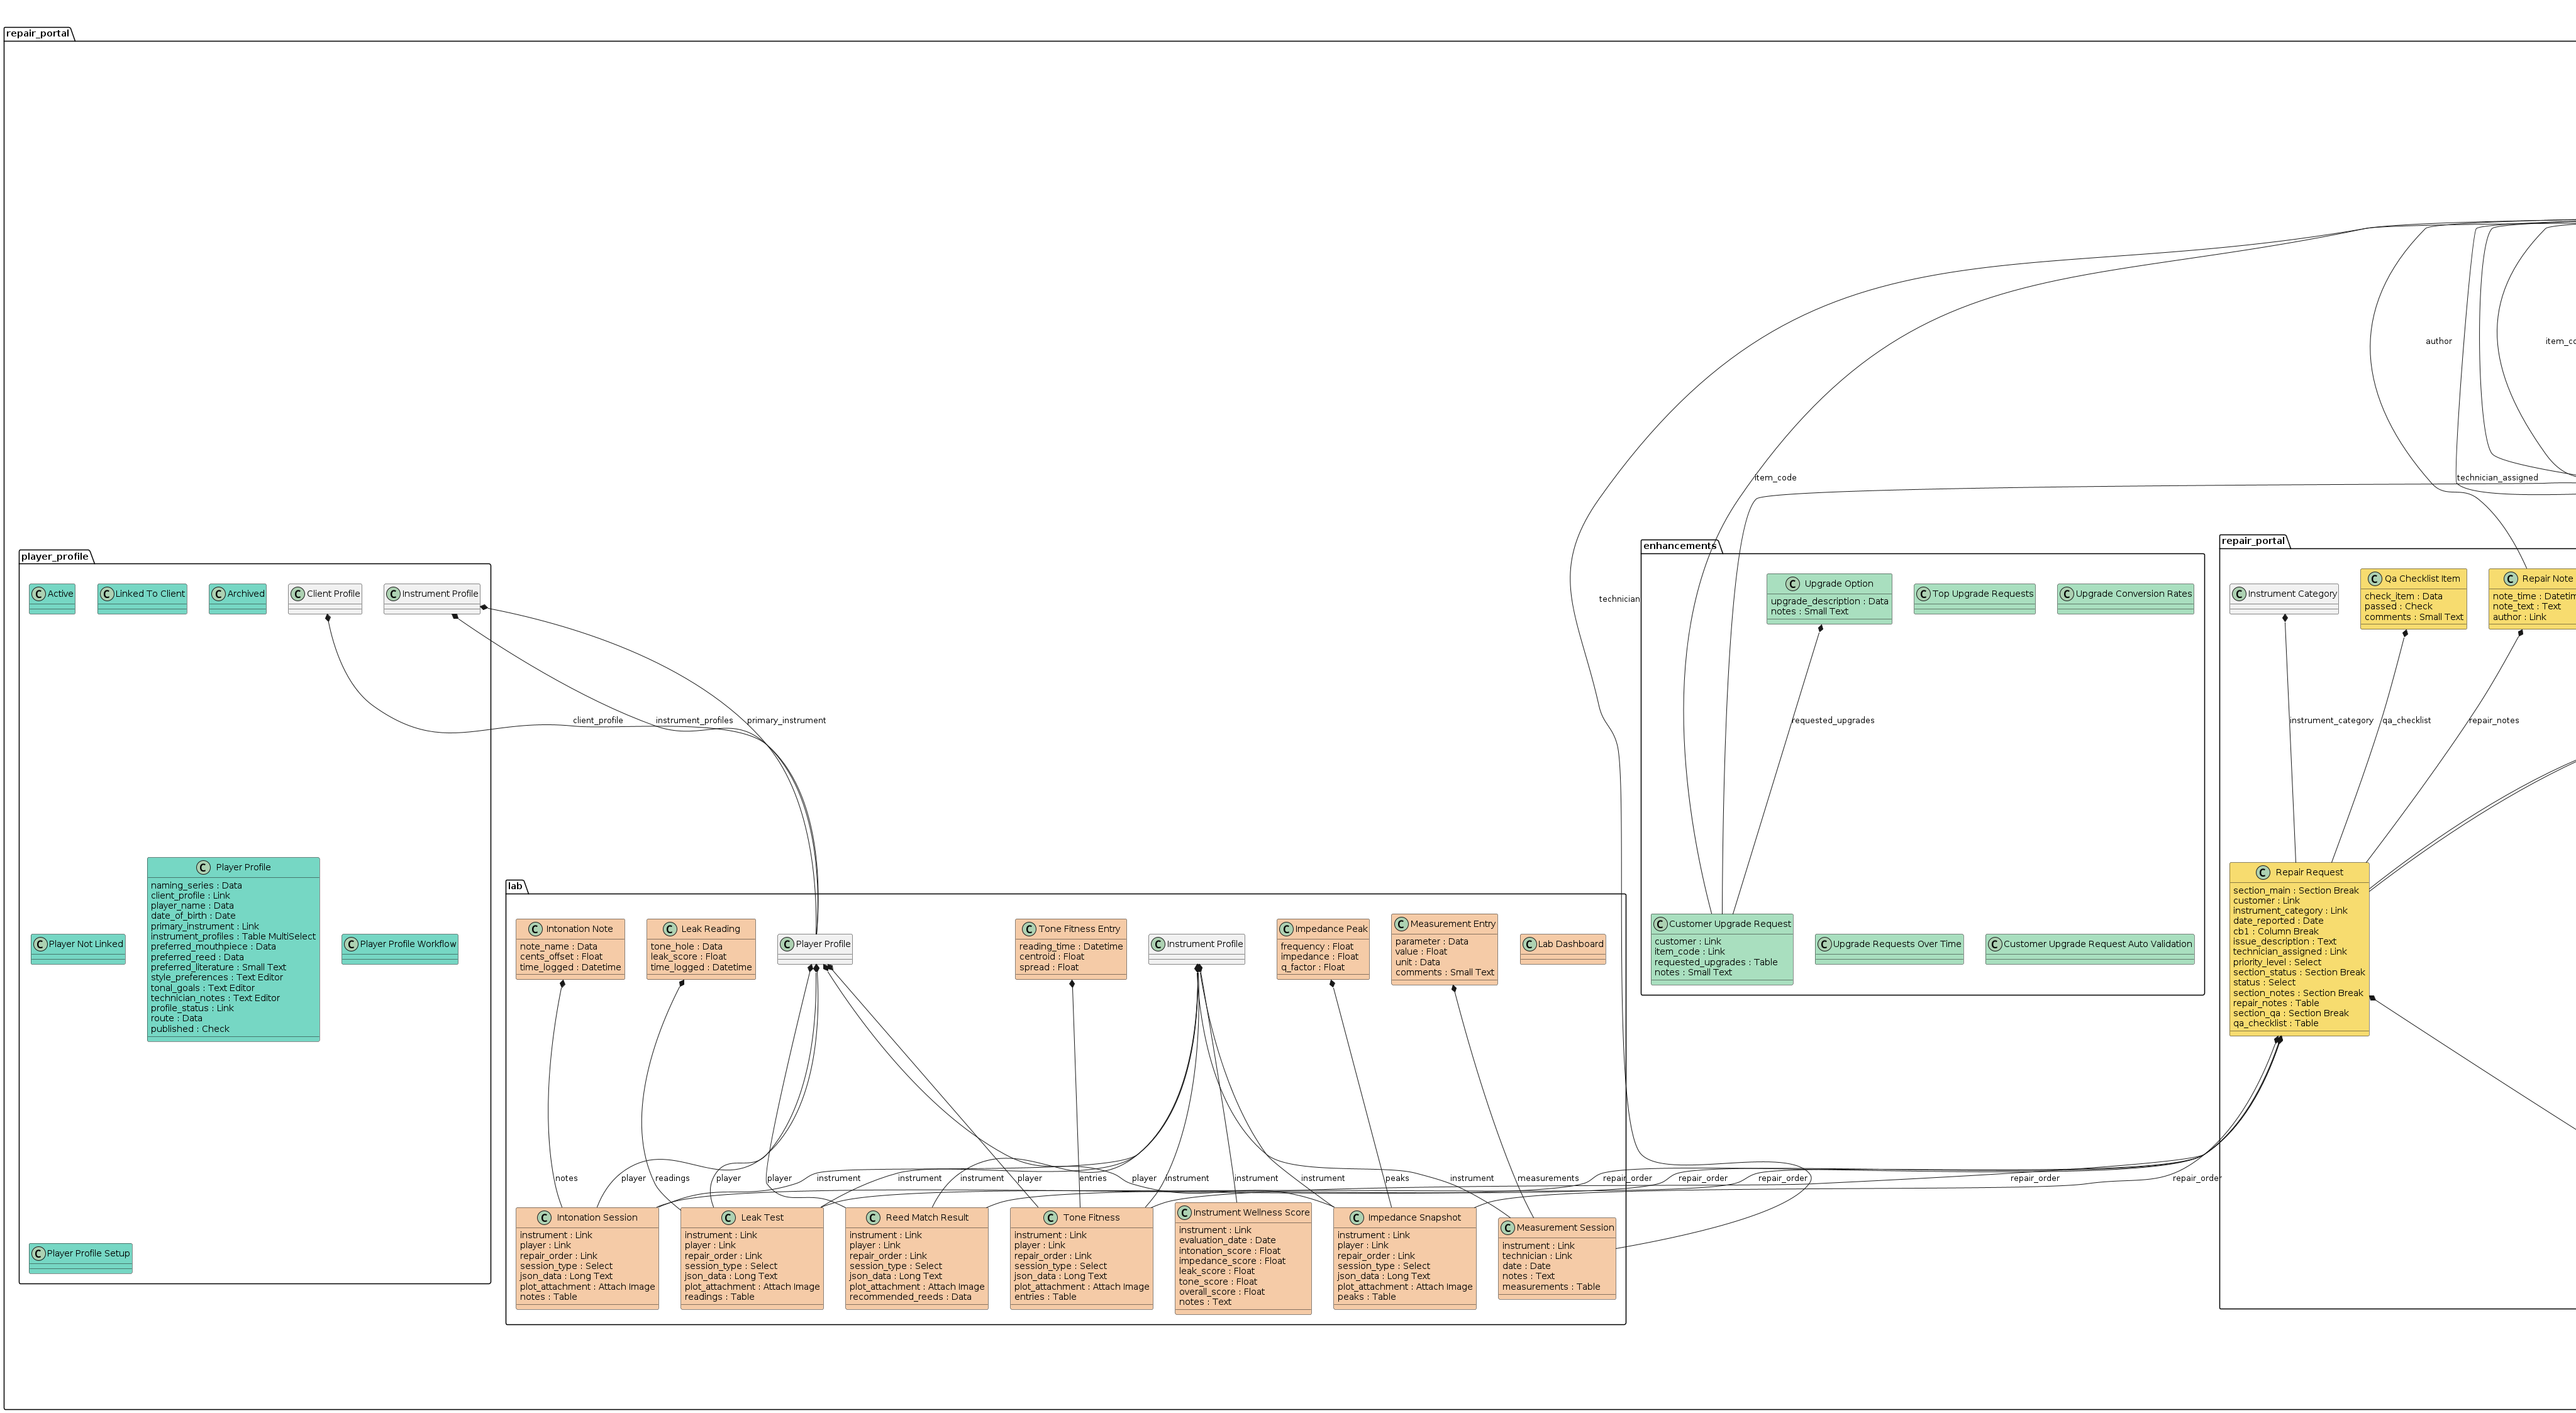 repair_portal
author
item_c
technician_assigned
item_code
technician
player_profile
Active
Linked To Client
Archived
Client Profile
Instrument Profile
client_profile
instrument_profiles
primary_instrument
Player Profile
naming_series : Data
client_profile : Link
player_name : Data
date_of_birth : Date
primary_instrument : Link
instrument_profiles : Table MultiSelect
preferred_mouthpiece : Data
preferred_reed : Data
preferred_literature : Small Text
style_preferences : Text Editor
tonal_goals : Text Editor
technician_notes : Text Editor
profile_status : Link
route : Data
published : Check
Player Not Linked
Player Profile Workflow
Player Profile Setup
lab
Intonation Note
note_name : Data
cents_offset : Float
time_logged : Datetime
Leak Reading
tone_hole : Data
leak_score : Float
time_logged : Datetime
Player Profile
Tone Fitness Entry
reading_time : Datetime
centroid : Float
spread : Float
Instrument Profile
Impedance Peak
frequency : Float
impedance : Float
q_factor : Float
Measurement Entry
parameter : Data
value : Float
unit : Data
comments : Small Text
Lab Dashboard
notes
player
readings
player
player
instrument
instrument
instrument
player
entries
player
instrument
instrument
instrument
peaks
instrument
measurements
repair_order
repair_order
repair_order
repair_order
repair_order
Intonation Session
instrument : Link
player : Link
repair_order : Link
session_type : Select
json_data : Long Text
plot_attachment : Attach Image
notes : Table
Leak Test
instrument : Link
player : Link
repair_order : Link
session_type : Select
json_data : Long Text
plot_attachment : Attach Image
readings : Table
Reed Match Result
instrument : Link
player : Link
repair_order : Link
session_type : Select
json_data : Long Text
plot_attachment : Attach Image
recommended_reeds : Data
Tone Fitness
instrument : Link
player : Link
repair_order : Link
session_type : Select
json_data : Long Text
plot_attachment : Attach Image
entries : Table
Instrument Wellness Score
instrument : Link
evaluation_date : Date
intonation_score : Float
impedance_score : Float
leak_score : Float
tone_score : Float
overall_score : Float
notes : Text
Impedance Snapshot
instrument : Link
player : Link
repair_order : Link
session_type : Select
json_data : Long Text
plot_attachment : Attach Image
peaks : Table
Measurement Session
instrument : Link
technician : Link
date : Date
notes : Text
measurements : Table
enhancements
Upgrade Option
upgrade_description : Data
notes : Small Text
Top Upgrade Requests
Upgrade Conversion Rates
requested_upgrades
Customer Upgrade Request
customer : Link
item_code : Link
requested_upgrades : Table
notes : Small Text
Upgrade Requests Over Time
Customer Upgrade Request Auto Validation
repair_portal
Instrument Category
Qa Checklist Item
check_item : Data
passed : Check
comments : Small Text
Repair Note
note_time : Datetim
note_text : Text
author : Link
instrument_category
qa_checklist
repair_notes
Repair Request
section_main : Section Break
customer : Link
instrument_category : Link
date_reported : Date
cb1 : Column Break
issue_description : Text
technician_assigned : Link
priority_level : Select
section_status : Section Break
status : Select
section_notes : Section Break
repair_notes : Table
section_qa : Section Break
qa_checklist : Table